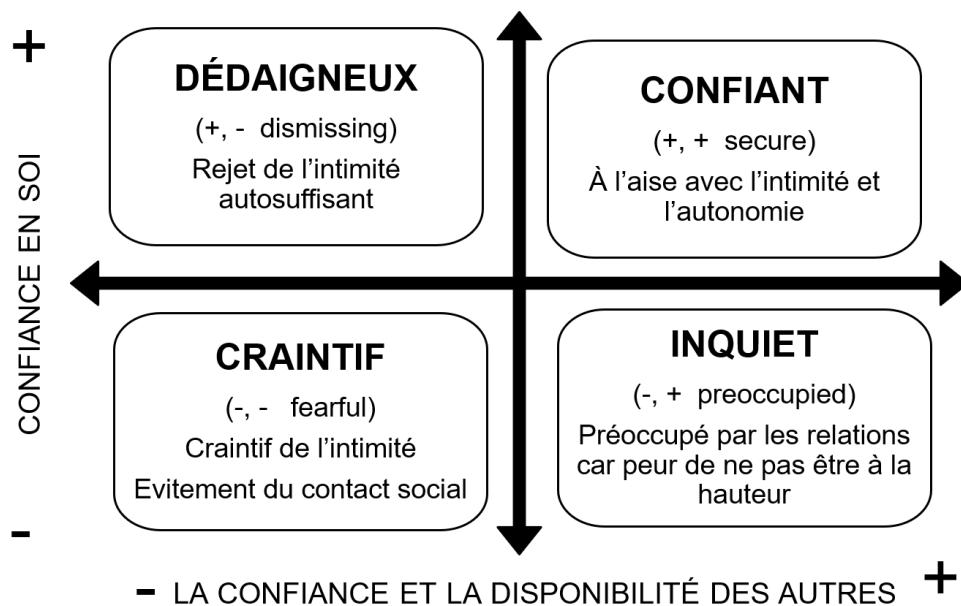 +
CONFIANCE EN SOI
-
DÉDAIGNEUX
(+, - dismissing)
Rejet de l'intimité
autosuffisant
CONFIANT
(+, + secure)
À l'aise avec l'intimité et
l'autonomie
CRAINTIF
(-, - fearful)
Craintif de l'intimité
Evitement du contact social
INQUIET
(-, + preoccupied)
Préoccupé par les relations
car peur de ne pas être à la
hauteur
- LA CONFIANCE ET LA DISPONIBILITÉ DES AUTRES +